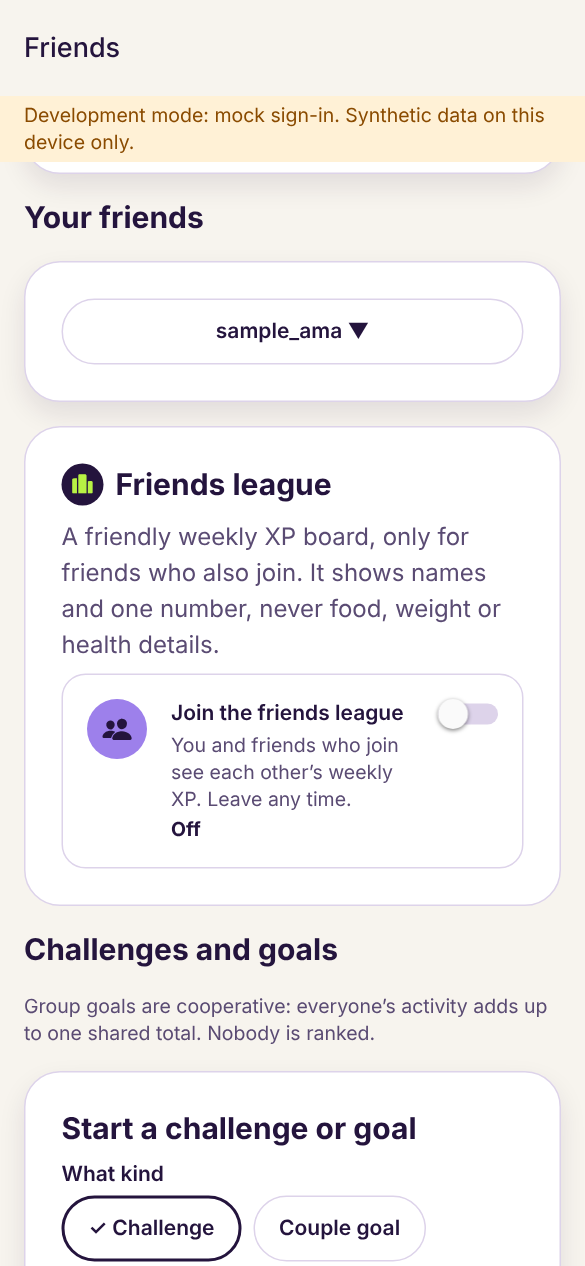 Friends
Development mode: mock sign-in. Synthetic data on this
device only.
Your friends
sample_ama ▼
Friends league
A friendly weekly XP board, only for
friends who also join. It shows names
and one number, never food, weight or
health details.
Join the friends league
You and friends who join
see each other’s weekly
XP. Leave any time.
Off
Challenges and goals
Group goals are cooperative: everyone’s activity adds up
to one shared total. Nobody is ranked.
Start a challenge or goal
What kind
✓ Challenge
Couple goal